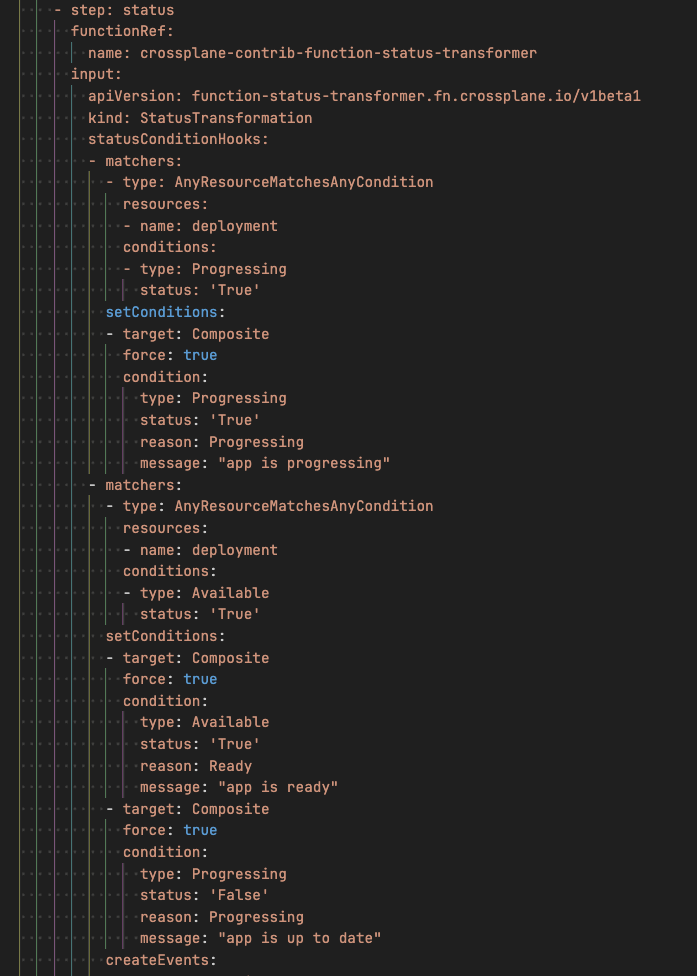 - step: status
functionRef:
name: crossplane-contrib-function-status-transformer
input:
apiVersion: function-status-transformer.fn.crossplane.io/v1beta1
kind: StatusTransformation
statusConditionHooks:
- matchers:
- type: AnyResourceMatchesAnyCondition
resources:
- name: deployment
conditions:
- type: Progressing
status: 'True'
setConditions:
- target: Composite
force: true
condition:
type: Progressing
status: 'True'
reason: Progressing
message: "app is progressing"
- matchers:
- type: AnyResourceMatchesAnyCondition
resources:
- name: deployment
conditions:
- type: Available
status: 'True'
setConditions:
- target: Composite
force: true
condition:
type: Available
status: 'True'
reason: Ready
message: "app is ready"
- target: Composite
force: true
condition:
type: Progressing
status: 'False'
reason: Progressing
message: "app is up to date"
createEvents: